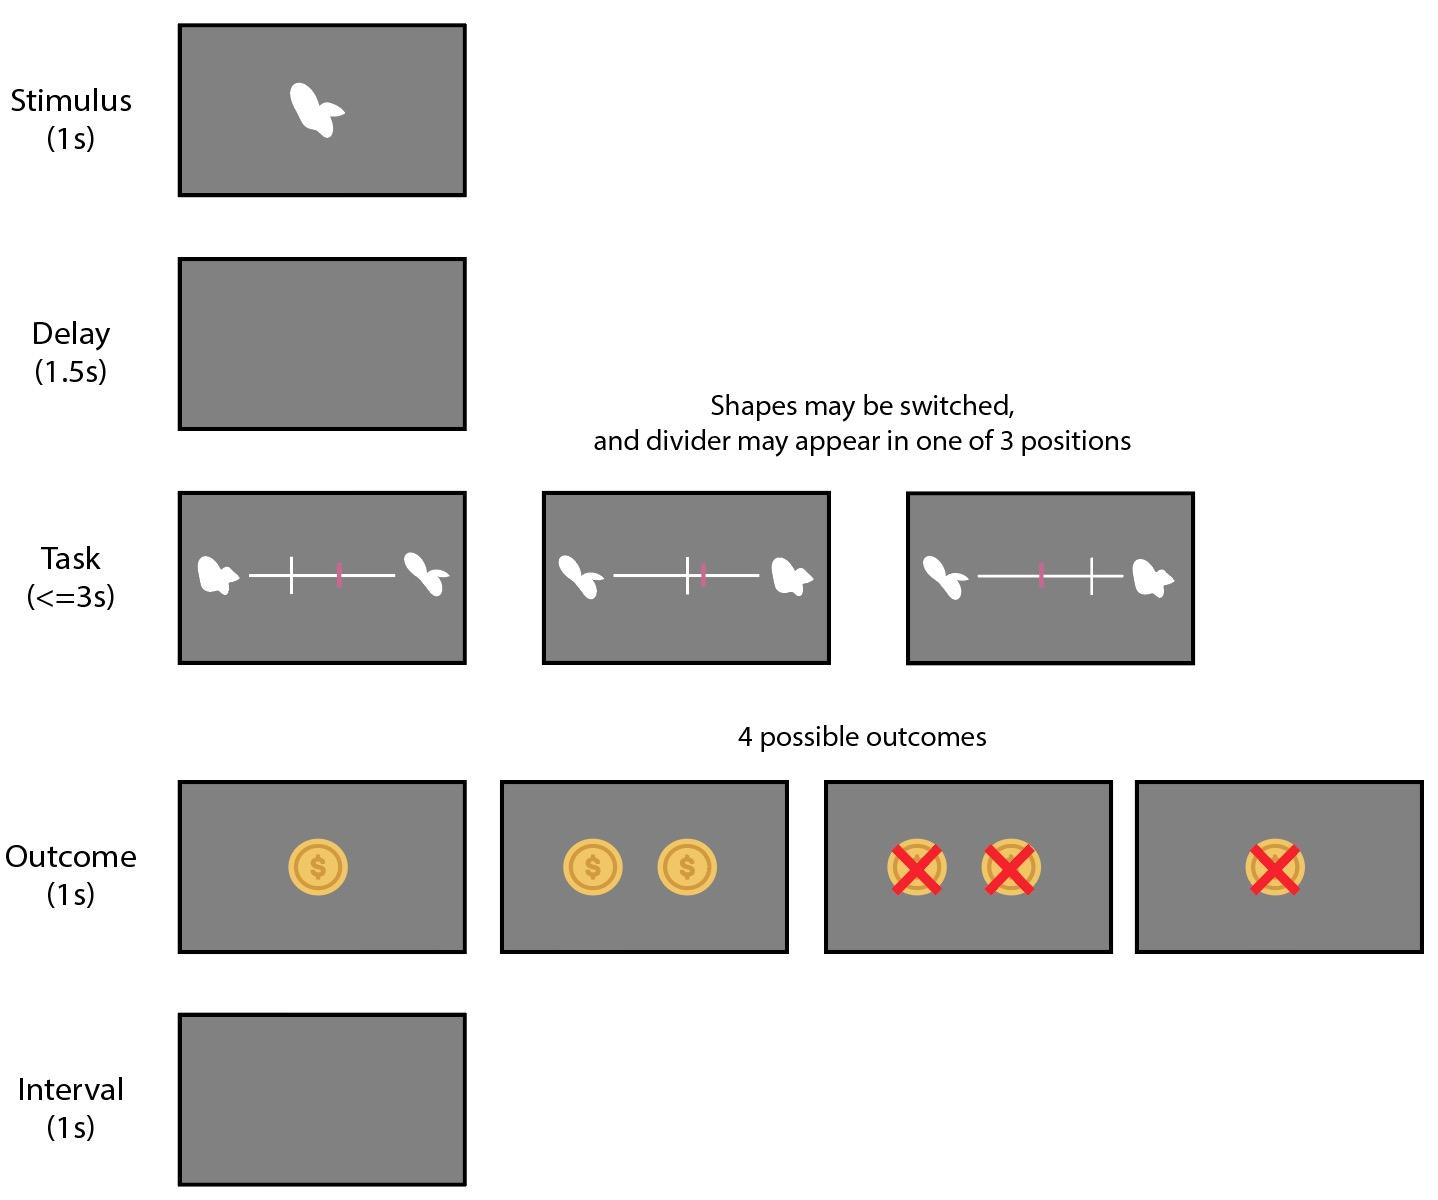 Stimulus
(1s)
Delay
(1.5s)
Shapes may be switched,
and divider may appear in one of 3 positions
Task
(<=3s)
4 possible outcomes
Outcome
(1s)
$
$
$
Interval
(1s)